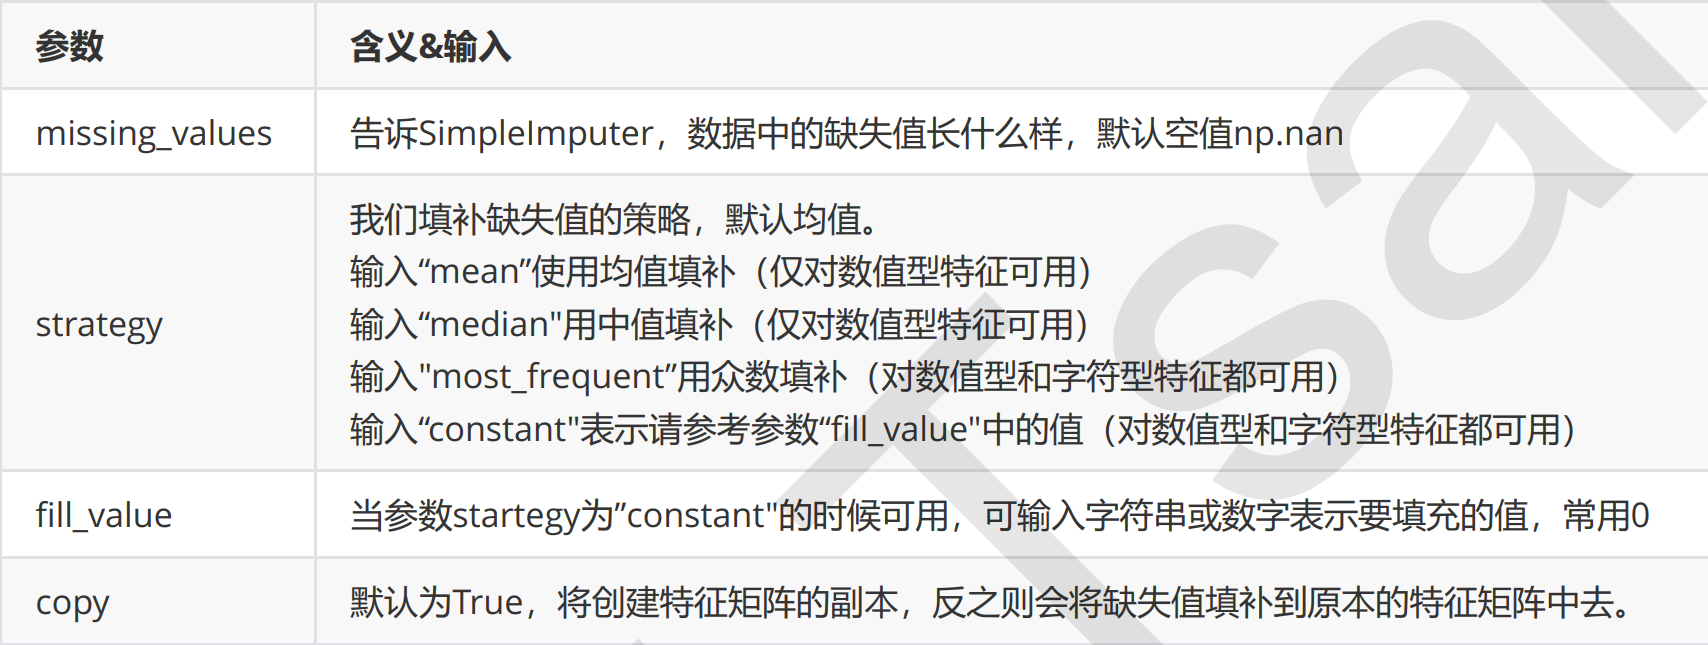 参数 含义&输入
missing_values 告诉SimpleImputer，数据中的缺失值长什么样，默认空值np.nan
我们填补缺失值的策略，默认均值。
输入“mean”使用均值填补（仅对数值型特征可用）
strategy 输入“median"用中值填补（仅对数值型特征可用）
输入"most_frequent”用众数填补（对数值型和字符型特征都可用）
输入“constant"表示请参考参数“fill_value"中的值（对数值型和字符型特征都可用）
fill_value 当参数startegy为”constant"的时候可用，可输入字符串或数字表示要填充的值，常用0
copy 默认为True，将创建特征矩阵的副本，反之则会将缺失值填补到原本的特征矩阵中去。